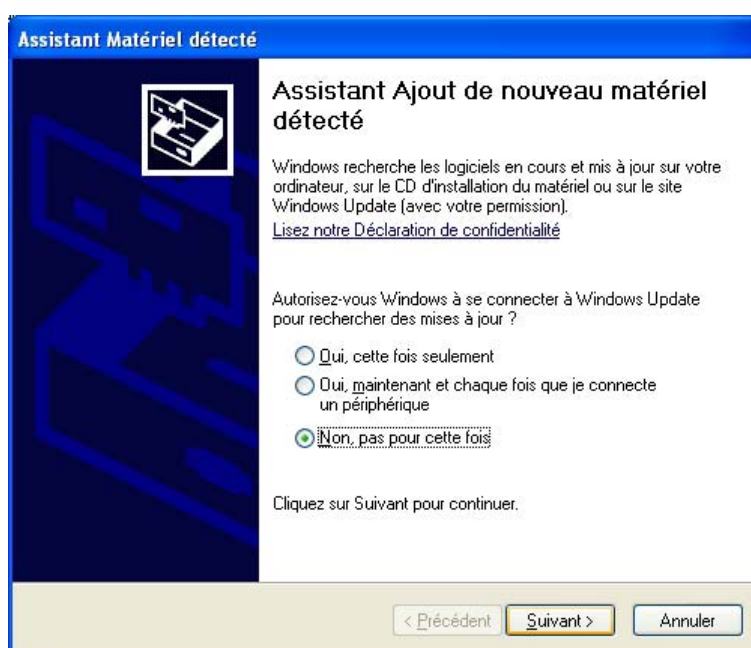 Assistant Matériel détecté
Assistant Ajout de nouveau matériel
détecté
Windows recherche les logiciels en cours et mis à jour sur votre
ordinateur, sur le CD d'installation du matériel ou sur le site
Windows Update (avec votre permission).
Lisez notre Déclaration de confidentialité
Autorisez-vous Windows à se connecter à Windows Update
pour rechercher des mises à jour ?
Oui, cette fois seulement
Oui, maintenant et chaque fois que je connecte
un périphérique
Non, pas pour cette fois
Cliquez sur Suivant pour continuer.
< Précédent Suivant > Annuler